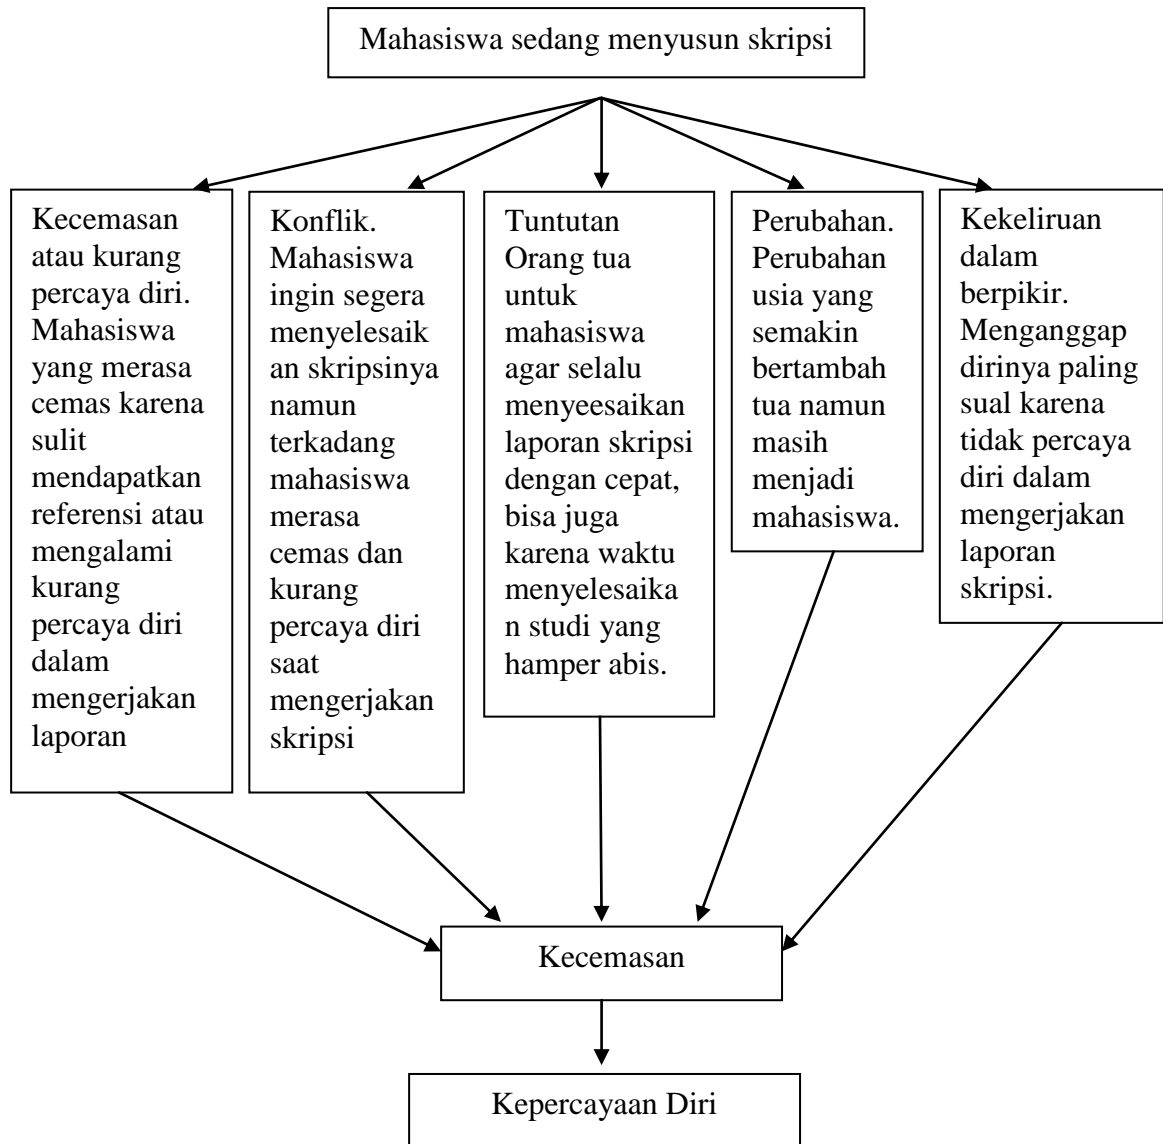 Mahasiswa sedang menyusun skripsi
Kecemasan
atau kurang
percaya diri.
Mahasiswa
yang merasa
cemas karena
sulit
mendapatkan
referensi atau
mengalami
kurang
percaya diri
dalam
mengerjakan
laporan
Konflik.
Mahasiswa
ingin segera
menyelesaik
an skripsinya
namun
terkadang
mahasiswa
merasa
cemas dan
kurang
percaya diri
saat
mengerjakan
skripsi
Tuntutan
Orang tua
untuk
mahasiswa
agar selalu
menyeesaikan
laporan skripsi
dengan cepat,
bisa juga
karena waktu
menyelesaika
n studi yang
hamper abis.
Perubahan.
Perubahan
usia yang
semakin
bertambah
tua namun
masih
menjadi
mahasiswa.
Kekeliruan
dalam
berpikir.
Menganggap
dirinya paling
sual karena
tidak percaya
diri dalam
mengerjakan
laporan
skripsi.
Kecemasan
Kepercayaan Diri